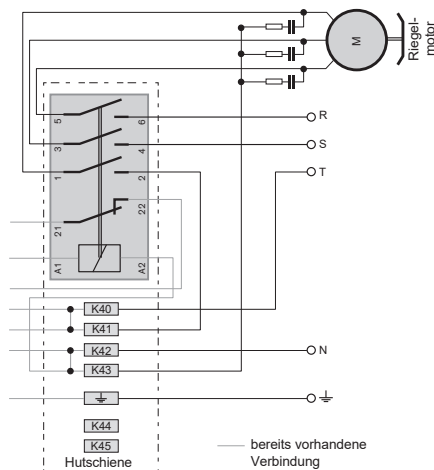 M
Riegel-
motor
5
6
R
3
4
S
1
2
T
21
22
A1
A2
K40
K41
K42
N
K43
K44
K45
Hutschiene
bereits vorhandene
Verbindung